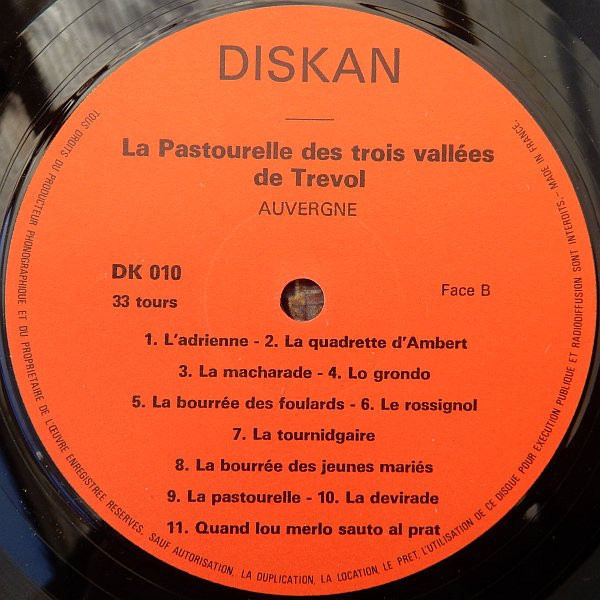 DISKAN
La Pastourelle des trois vallées
de Trevol
AUVERGNE
DK 010
33 tours
Face B
1. L'adrienne - 2. La quadrette d'Ambert
3. La macharade - 4. Lo grondo
5. La bourrée des foulards - 6. Le rossignol
7. La tournidgaire
8. La bourrée des jeunes mariés
9. La pastourelle - 10. La devirade
11. Quand lou merlo sauto al prat
TOUS DROITS DU PRODUCTEUR PHONOGRAPHIQUE ET DU PROPRIETAIRE DE L'ŒUVRE ENREGISTREE RESERVES, SAUF AUTORISATION, LA DUPLICATION, LA LOCATION, LE PRET, L'UTILISATION DE CE DISQUE POUR EXECUTION PUBLIQUE ET RADIODIFFUSION SONT INTERDITS.- MADE IN FRANCE.